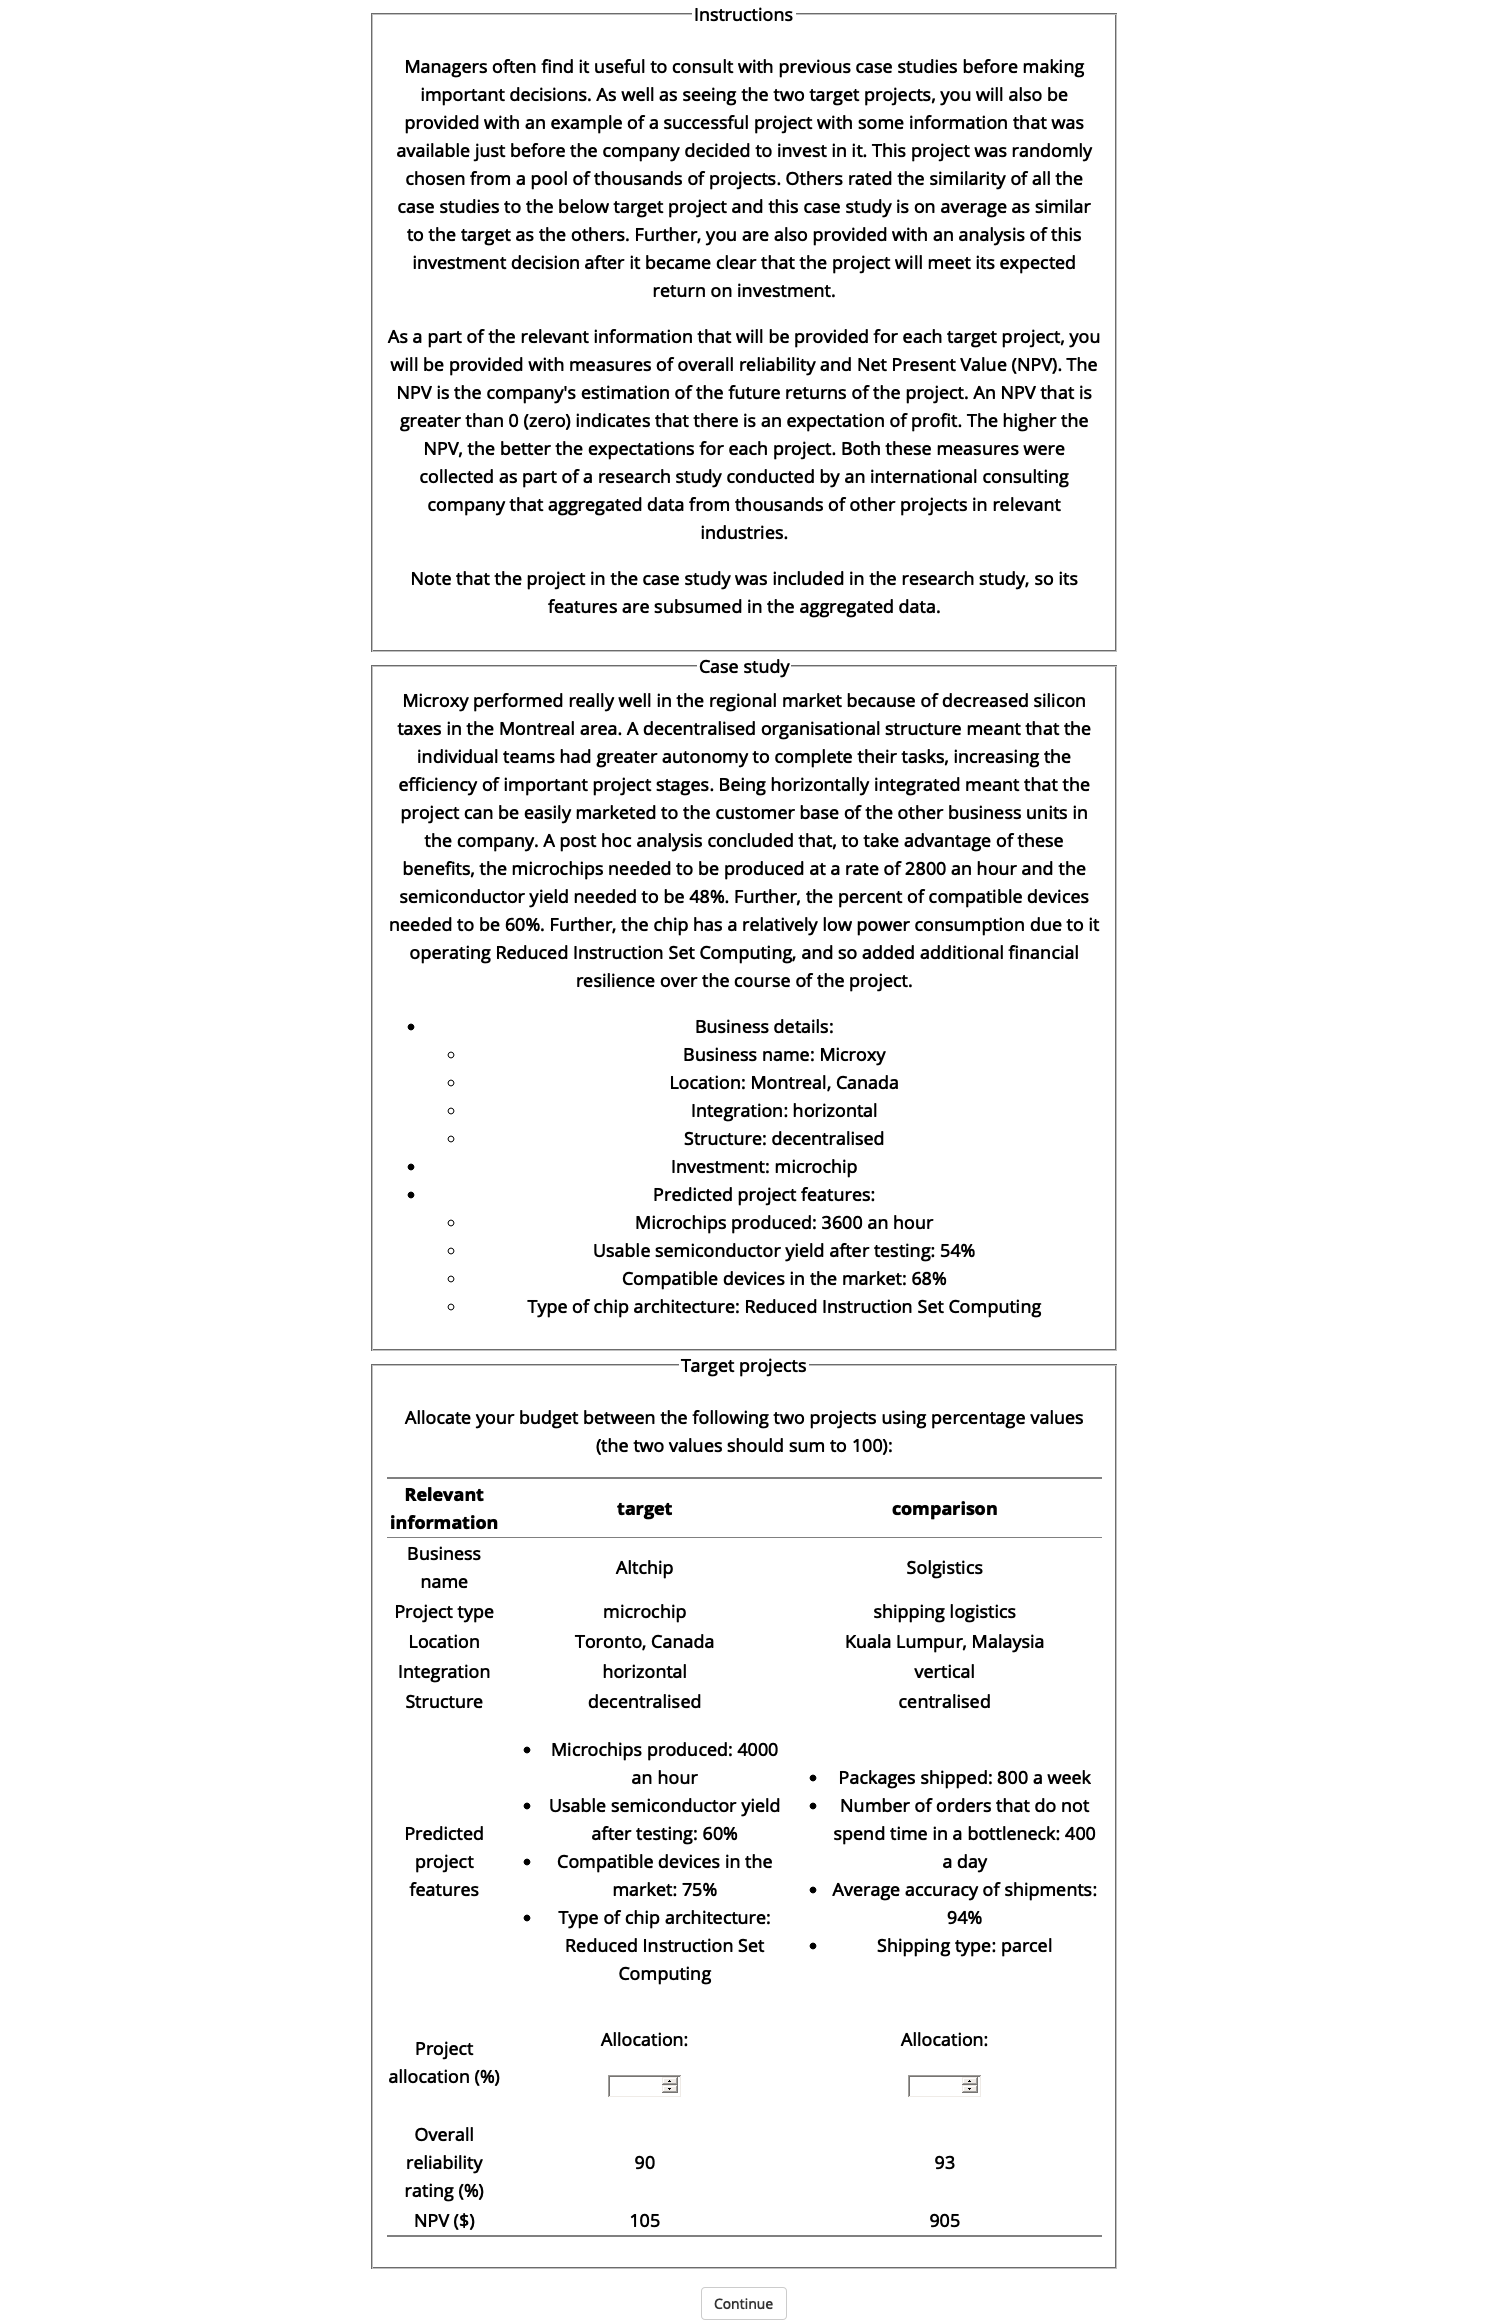 Instructions
Managers often find it useful to consult with previous case studies before making
important decisions. As well as seeing the two target projects, you will also be
provided with an example of a successful project with some information that was
available just before the company decided to invest in it. This project was randomly
chosen from a pool of thousands of projects. Others rated the similarity of all the
case studies to the below target project and this case study is on average as similar
to the target as the others. Further, you are also provided with an analysis of this
investment decision after it became clear that the project will meet its expected
return on investment.
As a part of the relevant information that will be provided for each target project, you
will be provided with measures of overall reliability and Net Present Value (NPV). The
NPV is the company's estimation of the future returns of the project. An NPV that is
greater than 0 (zero) indicates that there is an expectation of profit. The higher the
NPV, the better the expectations for each project. Both these measures were
collected as part of a research study conducted by an international consulting
company that aggregated data from thousands of other projects in relevant
industries.
Note that the project in the case study was included in the research study, so its
features are subsumed in the aggregated data.
Case study
Microxy performed really well in the regional market because of decreased silicon
taxes in the Montreal area. A decentralised organisational structure meant that the
individual teams had greater autonomy to complete their tasks, increasing the
efficiency of important project stages. Being horizontally integrated meant that the
project can be easily marketed to the customer base of the other business units in
the company. A post hoc analysis concluded that, to take advantage of these
benefits, the microchips needed to be produced at a rate of 2800 an hour and the
semiconductor yield needed to be 48%. Further, the percent of compatible devices
needed to be 60%. Further, the chip has a relatively low power consumption due to it
operating Reduced Instruction Set Computing, and so added additional financial
resilience over the course of the project.
Business details:
Business name: Microxy
Location: Montreal, Canada
Integration: horizontal
Structure: decentralised
Investment: microchip
Predicted project features:
Microchips produced: 3600 an hour
Usable semiconductor yield after testing: 54%
Compatible devices in the market: 68%
Type of chip architecture: Reduced Instruction Set Computing
Target projects
Allocate your budget between the following two projects using percentage values
(the two values should sum to 100):
Relevant
information
target
comparison
Business
name
Altchip
Solgistics
Project type
microchip
shipping logistics
Location
Toronto, Canada
Kuala Lumpur, Malaysia
Integration
horizontal
vertical
Structure
decentralised
centralised
Predicted
project
features
Microchips produced: 4000
an hour
Usable semiconductor yield
after testing: 60%
Compatible devices in the
market: 75%
Type of chip architecture:
Reduced Instruction Set
Computing
Packages shipped: 800 a week
Number of orders that do not
spend time in a bottleneck: 400
a day
Average accuracy of shipments:
94%
Shipping type: parcel
Project
allocation (%)
Allocation:
Allocation:
Overall
reliability
rating (%)
90
93
NPV ($)
105
905
Continue